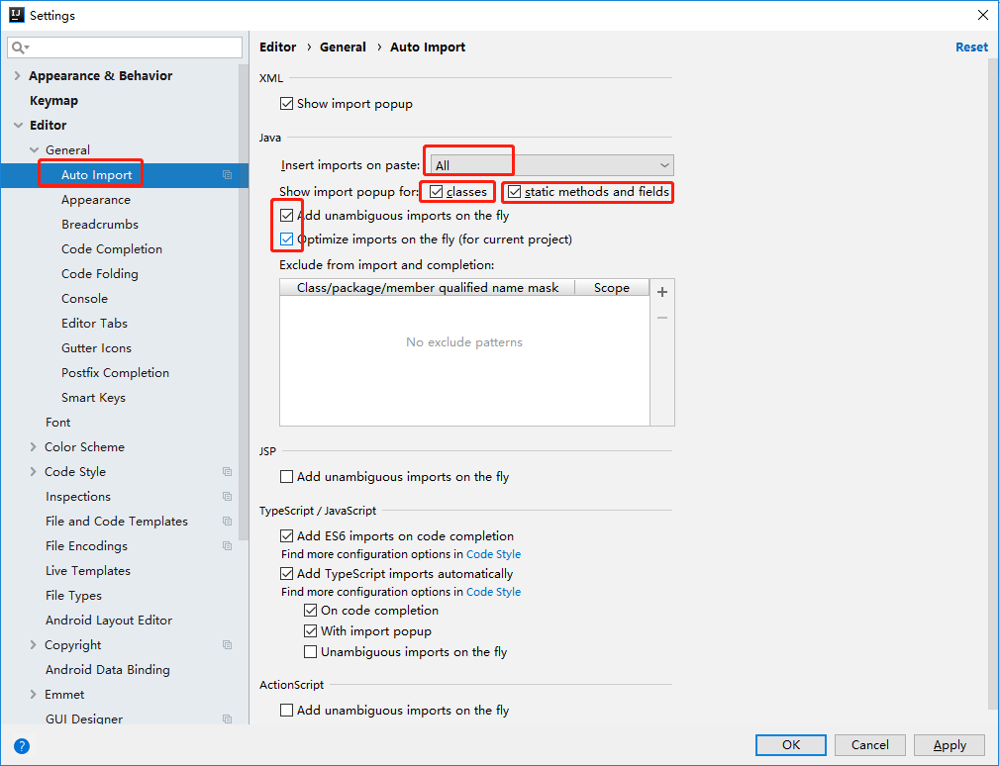 Settings
Editor › General › Auto Import
Reset
Appearance & Behavior
Keymap
Editor
General
Auto Import
Appearance
Breadcrumbs
Code Completion
Code Folding
Console
Editor Tabs
Gutter Icons
Postfix Completion
Smart Keys
Font
Color Scheme
Code Style
Inspections
File and Code Templates
File Encodings
Live Templates
File Types
Android Layout Editor
Copyright
Android Data Binding
Emmet
GUI Designer
XML
Show import popup
Java
Insert imports on paste: All
Show import popup for: classes static methods and fields
Add unambiguous imports on the fly
Optimize imports on the fly (for current project)
Exclude from import and completion:
Class/package/member qualified name mask Scope
No exclude patterns
JSP
Add unambiguous imports on the fly
TypeScript / JavaScript
Add ES6 imports on code completion
Find more configuration options in Code Style
Add TypeScript imports automatically
Find more configuration options in Code Style
On code completion
With import popup
Unambiguous imports on the fly
ActionScript
Add unambiguous imports on the fly
?
OK Cancel Apply